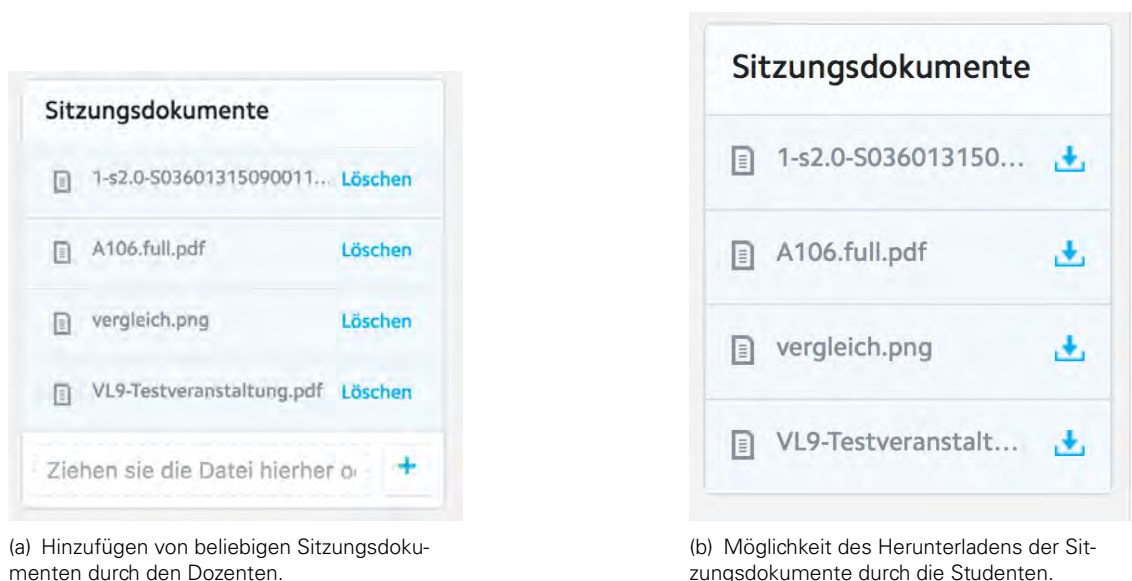 Sitzungsdokumente
1-s2.0-S03601315090011... Löschen
A106.full.pdf Löschen
vergleich.png Löschen
VL9-Testveranstaltung.pdf Löschen
Ziehen sie die Datei hierher o
(a) Hinzufügen von beliebigen Sitzungsdoku-
menten durch den Dozenten.
Sitzungsdokumente
1-s2.0-S036013150...
A106.full.pdf
vergleich.png
VL9-Testveranstalt...
(b) Möglichkeit des Herunterladens der Sit-
zungsdokumente durch die Studenten.